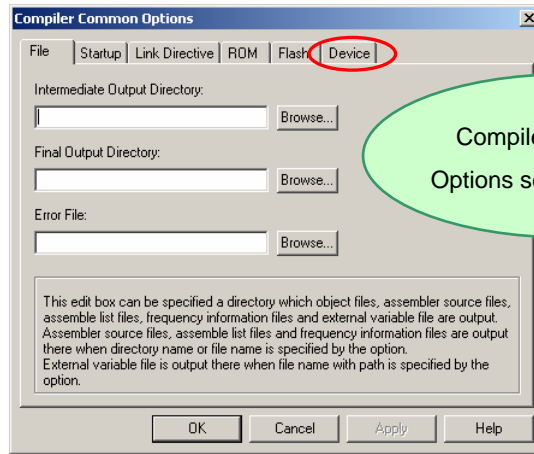 Compiler Common Options
File Startup Link Directive ROM Flash Device
Intermediate Output Directory:
Browse...
Final Output Directory:
Browse...
Error File:
Browse...
Compile
Options s
This edit box can be specified a directory which object files, assembler source files,
assemble list files, frequency information files and external variable file are output.
Assembler source files, assemble list files and frequency information files are output
there when directory name or file name is specified by the option.
External variable file is output there when file name with path is specified by the
option.
OK Cancel Apply Help